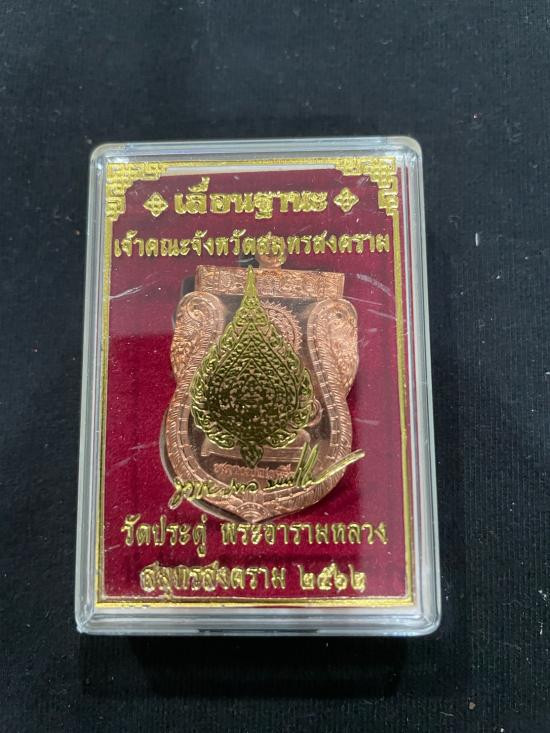 เลื่อนฐานะ
เจ้าคณะจังหวัดสมุทรสงคราม
วัดประดู่ พระอารามหลวง
สมุทรสงคราม ๒๕๖๒